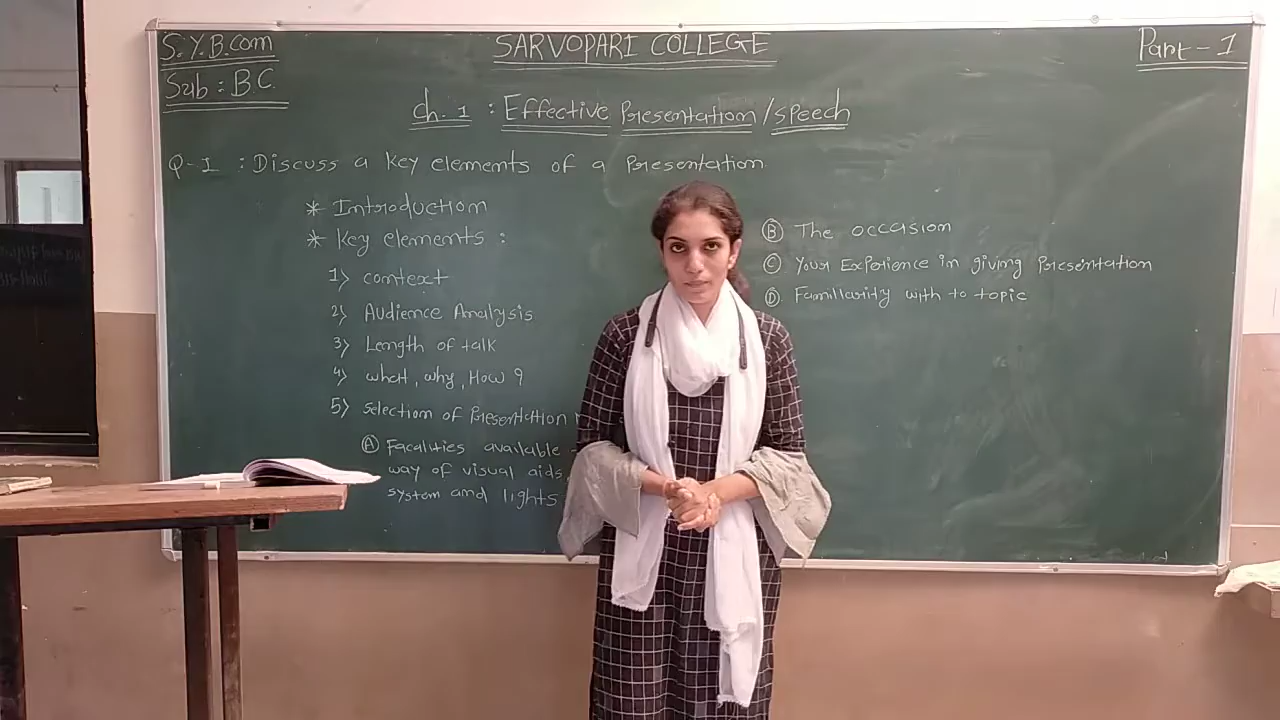 S.Y.B.Com
SARVOPARI COLLEGE
Part-1
Sub : B.C.
Ch. 1 : Effective Presentation/speech
Q-1 : Discuss a key elements of a Presentation.
* Introduction
* Key elements :
1) context
2) Audience Analysis
3) Length of talk
4) what, why, How ?
5) Selection of Presentation
(A) Facalities available
way of visual aids,
system and lights
(B) The occasion
(C) Your Experience in giving Presentation
(D) Famillarity with to topic